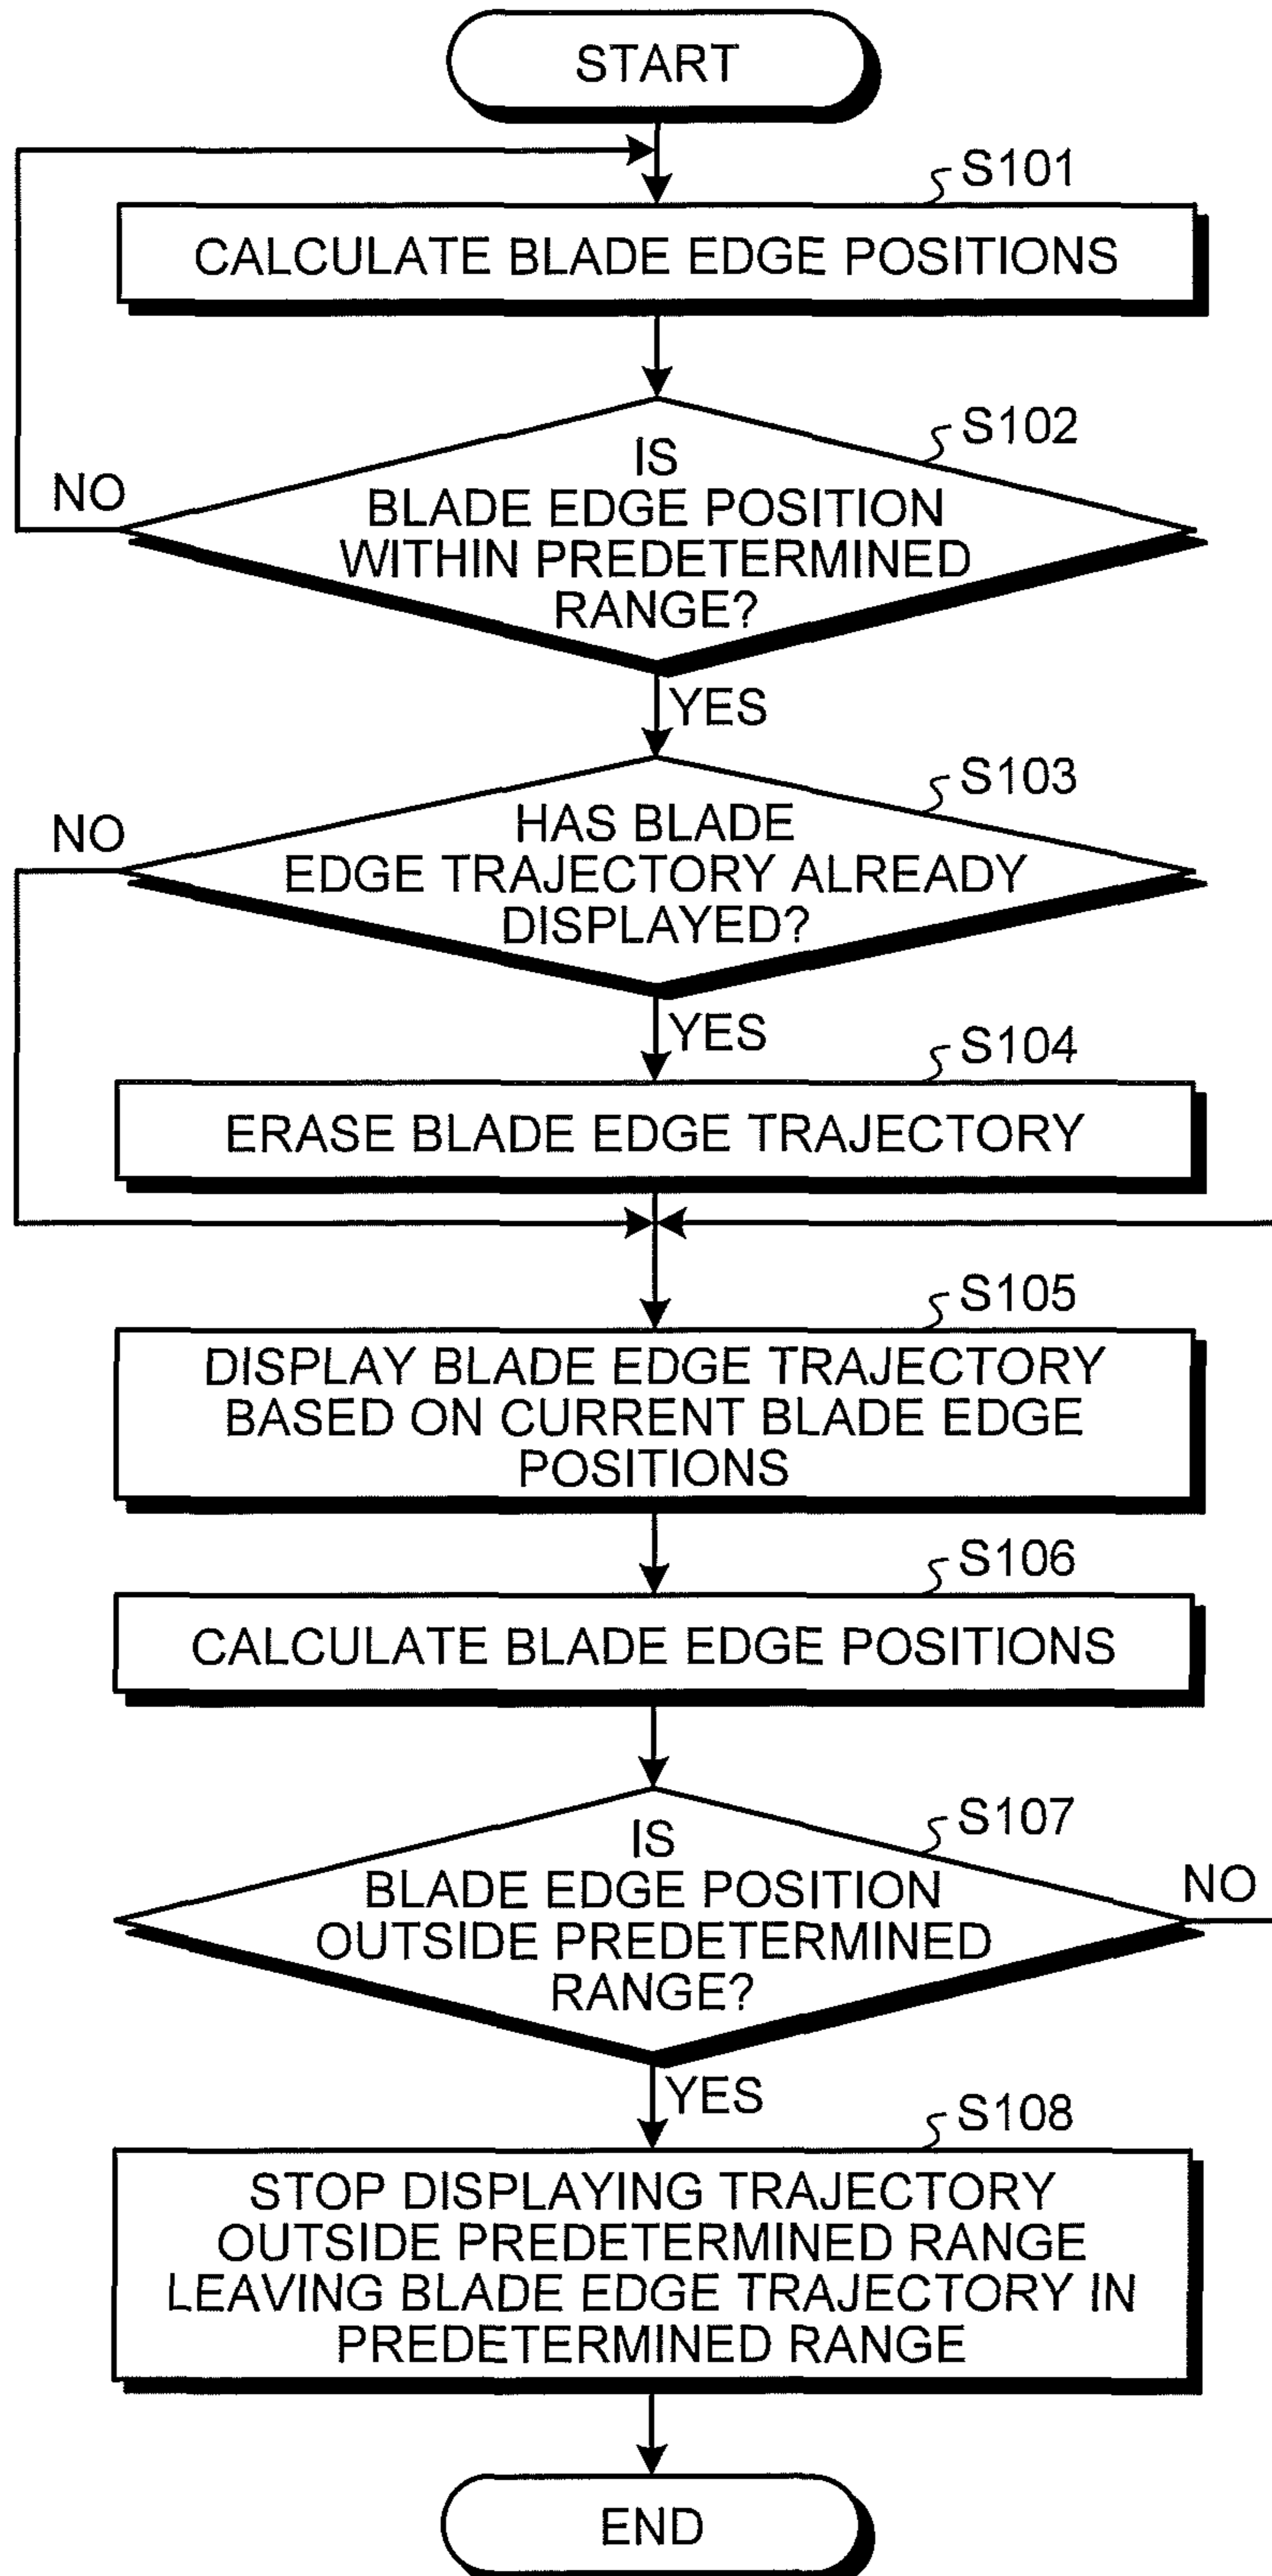 START
S101
CALCULATE BLADE EDGE POSITIONS
S102
IS
BLADE EDGE POSITION
WITHIN PREDETERMINED
RANGE?
NO
YES
S103
HAS BLADE
EDGE TRAJECTORY ALREADY
DISPLAYED?
NO
YES
S104
ERASE BLADE EDGE TRAJECTORY
S105
DISPLAY BLADE EDGE TRAJECTORY
BASED ON CURRENT BLADE EDGE
POSITIONS
S106
CALCULATE BLADE EDGE POSITIONS
S107
IS
BLADE EDGE POSITION
OUTSIDE PREDETERMINED
RANGE?
NO
YES
S108
STOP DISPLAYING TRAJECTORY
OUTSIDE PREDETERMINED RANGE
LEAVING BLADE EDGE TRAJECTORY IN
PREDETERMINED RANGE
END